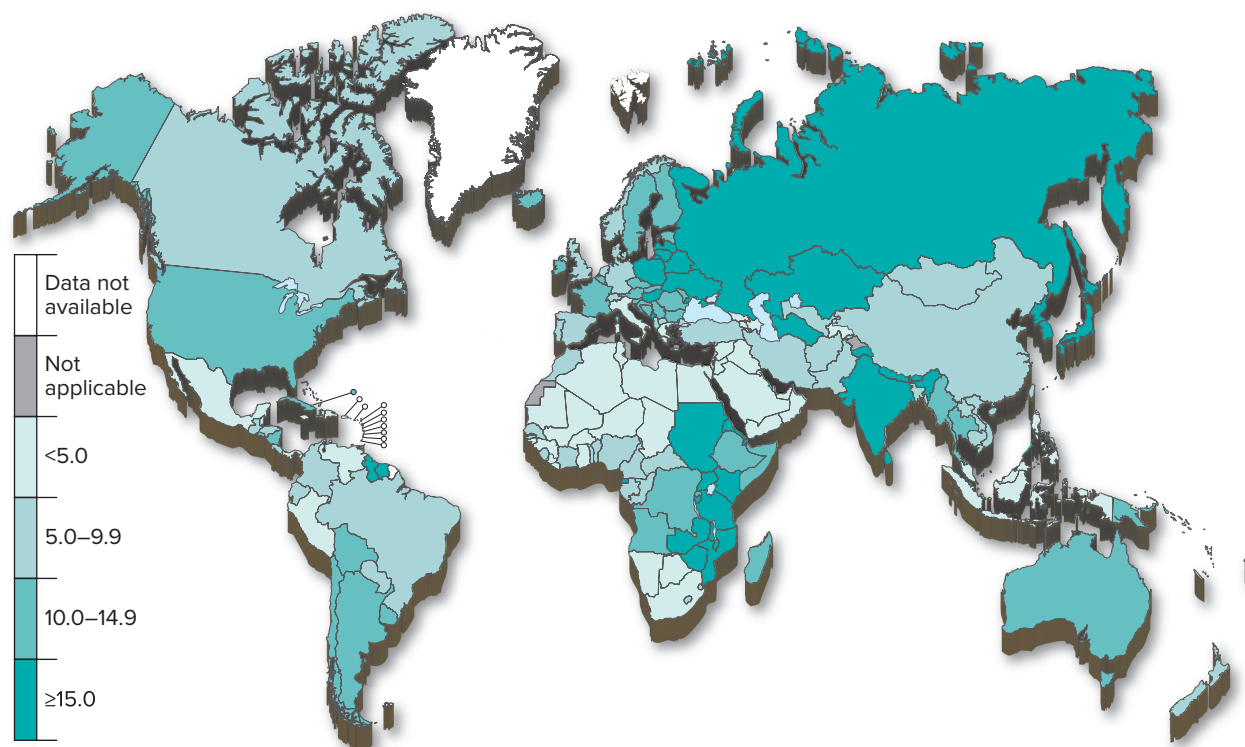 Data not
available
Not
applicable
<5.0
5.0–9.9
10.0–14.9
≥15.0